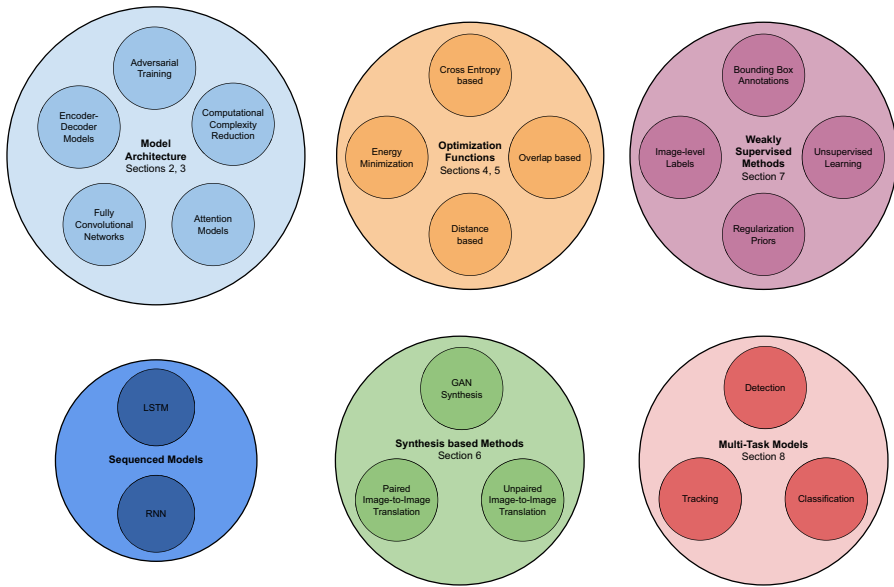 Adversarial
Training
Encoder-
Decoder
Models
Computational
Complexity
Reduction
Model
Architecture
Sections 2, 3
Fully
Convolutional
Networks
Attention
Models
Cross Entropy
based
Energy
Minimization
Optimization
Functions
Sections 4, 5
Overlap based
Distance
based
Bounding Box
Annotations
Image-level
Labels
Weakly
Supervised
Methods
Section 7
Unsupervised
Learning
Regularization
Priors
LSTM
Sequenced Models
RNN
GAN
Synthesis
Synthesis based Methods
Section 6
Paired
Image-to-Image
Translation
Unpaired
Image-to-Image
Translation
Detection
Multi-Task Models
Section 8
Tracking
Classification